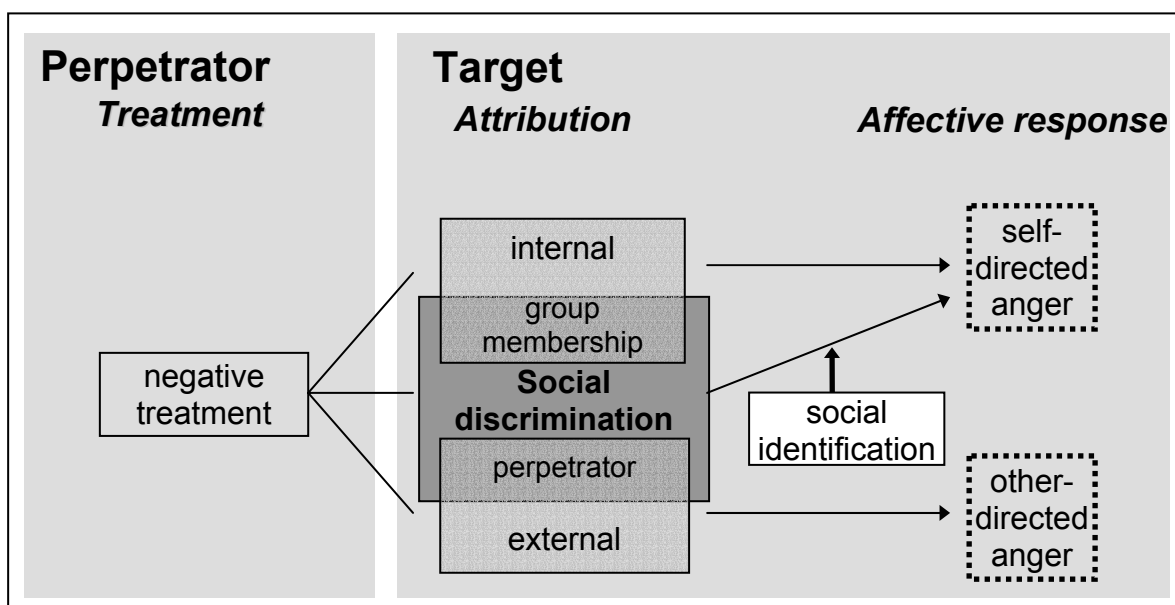 Perpetrator
Treatment
Target
Attribution
Affective response
negative
treatment
internal
group
membership
Social
discrimination
perpetrator
external
social
identification
self-
directed
anger
other-
directed
anger